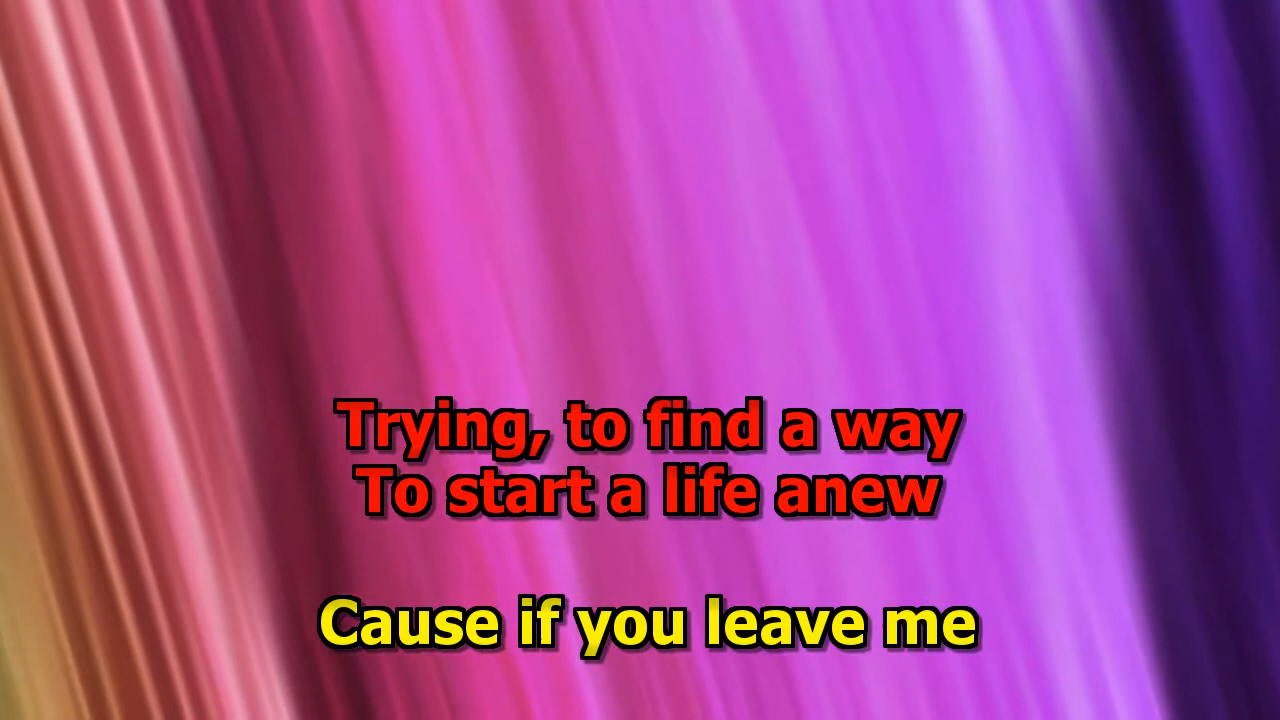 Trying, to find a way
To start a life anew
Cause if you leave me